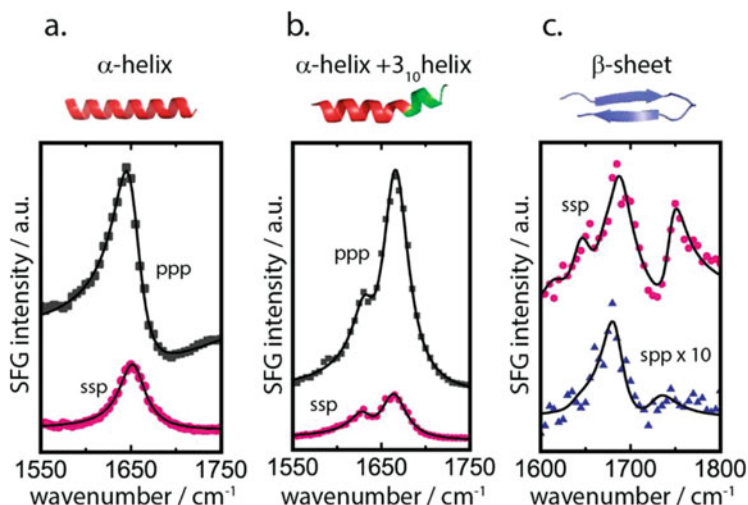 a.
α-helix
SFG intensity / a.u.
ppp
ssp
1550 1650 1750
wavenumber / cm⁻¹
b.
α-helix +3₁₀helix
SFG intensity / a.u.
ppp
ssp
1550 1650 1750
wavenumber / cm⁻¹
c.
β-sheet
SFG intensity / a.u.
ssp
spp x 10
1600 1700 1800
wavenumber / cm⁻¹